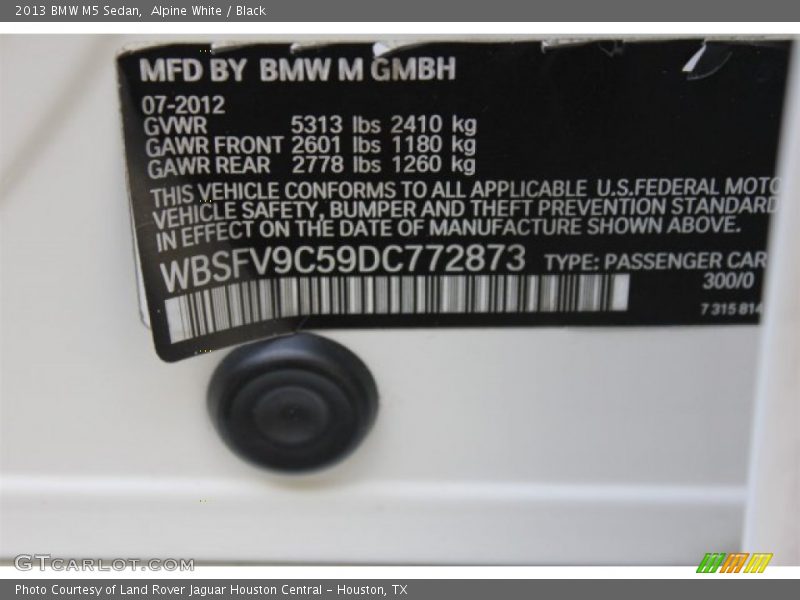 2013 BMW M5 Sedan,  Alpine White / Black
MFD BY BMW M GMBH
07-2012
GVWR 5313 lbs 2410 kg
GAWR FRONT 2601 lbs 1180 kg
GAWR REAR 2778 lbs 1260 kg
THIS VEHICLE CONFORMS TO ALL APPLICABLE U.S.FEDERAL MOTO
VEHICLE SAFETY, BUMPER AND THEFT PREVENTION STANDARD
IN EFFECT ON THE DATE OF MANUFACTURE SHOWN ABOVE.
WBSFV9C59DC772873 TYPE: PASSENGER CAR
300/0
7 315 814
GTCARLOT.COM
Photo Courtesy of Land Rover Jaguar Houston Central - Houston, TX